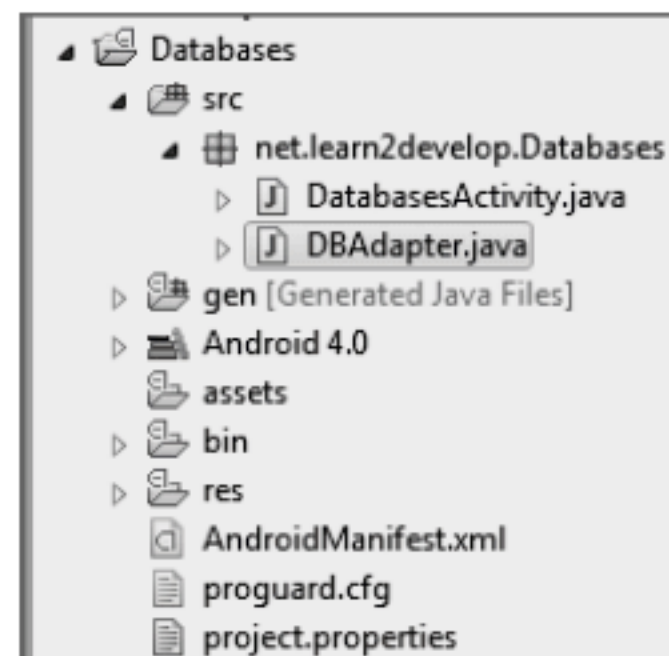 Databases
src
net.learn2develop.Databases
DatabasesActivity.java
DBAdapter.java
gen [Generated Java Files]
Android 4.0
assets
bin
res
AndroidManifest.xml
proguard.cfg
project.properties